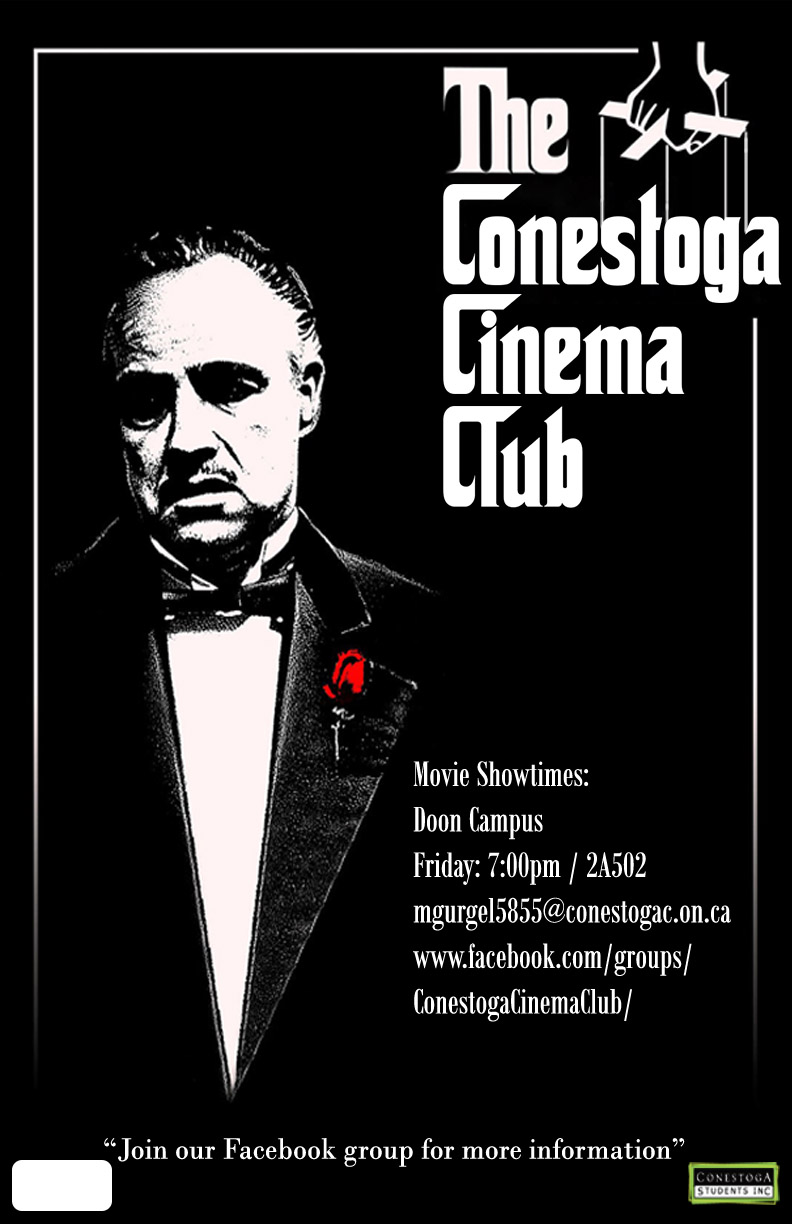 The
Conestoga
Cinema
Club
Movie Showtimes:
Doon Campus
Friday: 7:00pm / 2A502
mgurgel5855@conestogac.on.ca
www.facebook.com/groups/
ConestogaCinemaClub/
“Join our Facebook group for more information”
CONESTOGA
STUDENTS INC